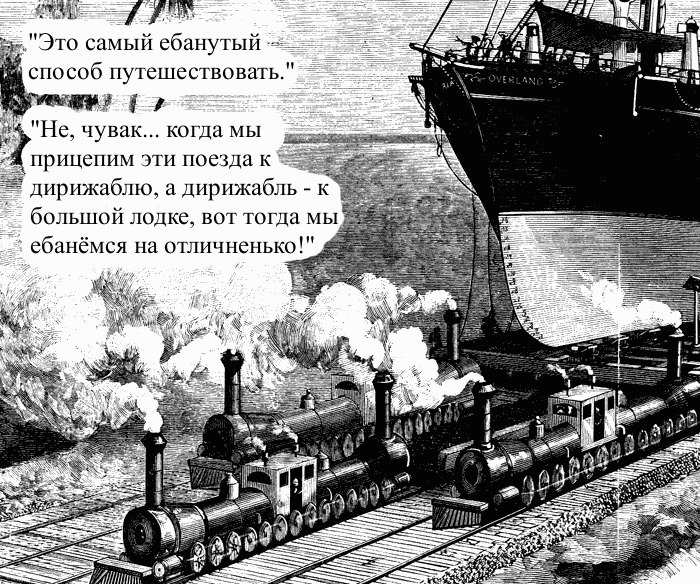 "Это самый ебанутый
способ путешествовать."
"Не, чувак... когда мы
прицепим эти поезда к
дирижаблю, а дирижабль - к
большой лодке, вот тогда мы
ебанёмся на отличненько!"
OVERLAND